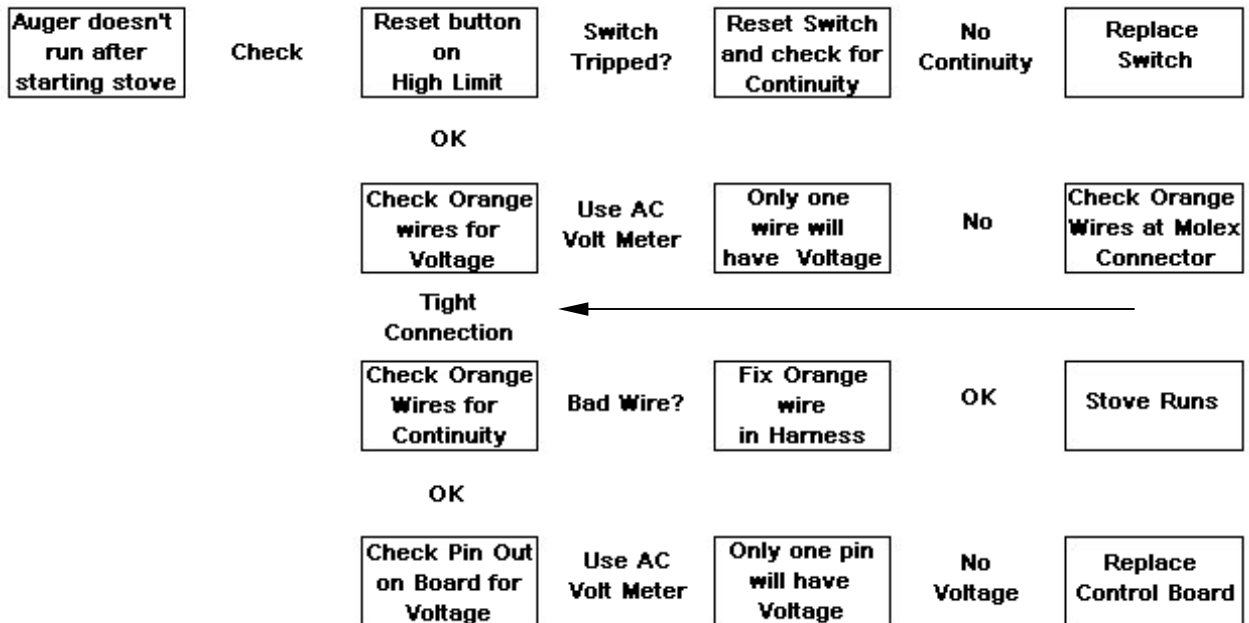 Auger doesn't
run after
starting stove
Check
Reset button
on
High Limit
Switch
Tripped?
Reset Switch
and check for
Continuity
No
Continuity
Replace
Switch
OK
Check Orange
wires for
Voltage
Use AC
Volt Meter
Only one
wire will
have Voltage
No
Check Orange
Wires at Molex
Connector
Tight
Connection
Check Orange
Wires for
Continuity
Bad Wire?
Fix Orange
wire
in Harness
OK
Stove Runs
OK
Check Pin Out
on Board for
Voltage
Use AC
Volt Meter
Only one pin
will have
Voltage
No
Voltage
Replace
Control Board